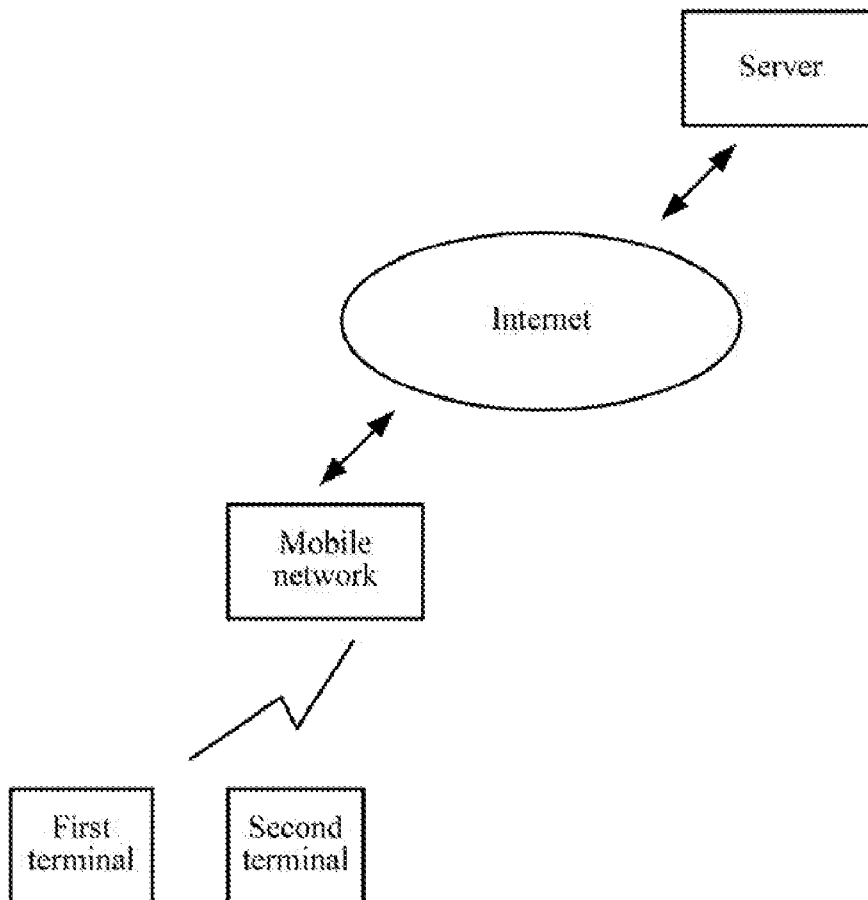 Server
Internet
Mobile
network
First
terminal
Second
terminal